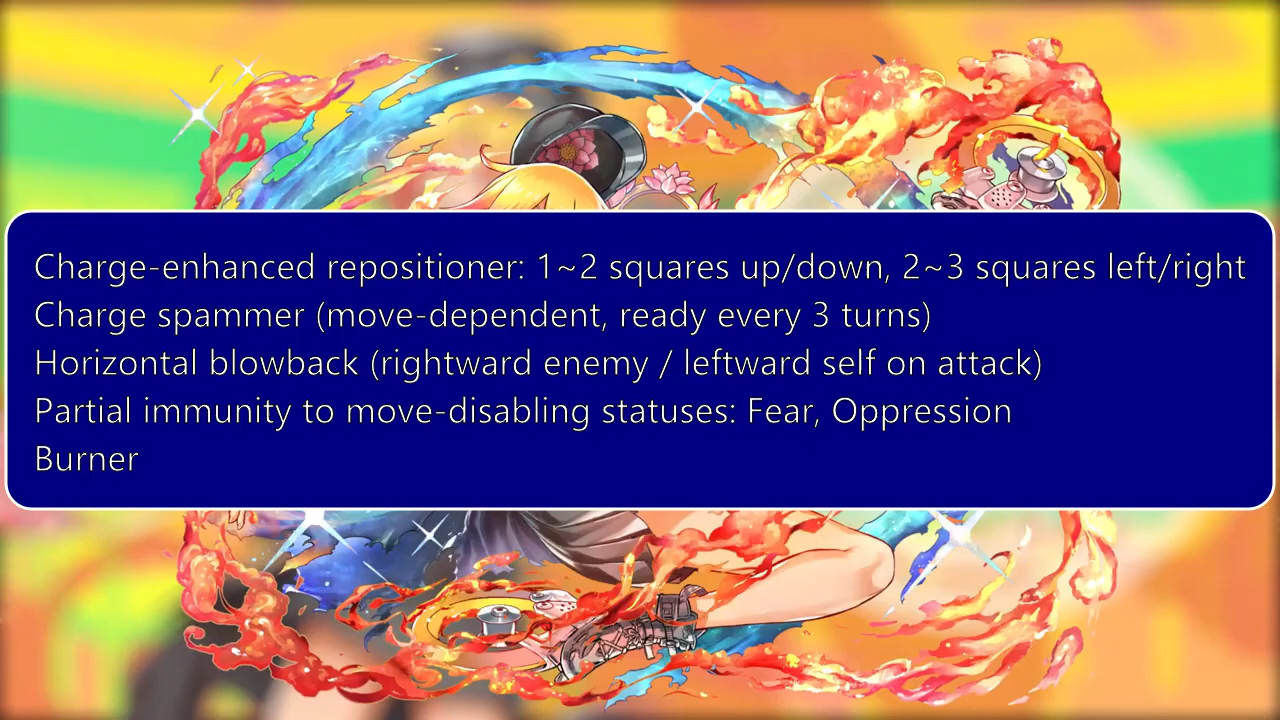 Charge-enhanced repositioner: 1~2 squares up/down, 2~3 squares left/right
Charge spammer (move-dependent, ready every 3 turns)
Horizontal blowback (rightward enemy / leftward self on attack)
Partial immunity to move-disabling statuses: Fear, Oppression
Burner